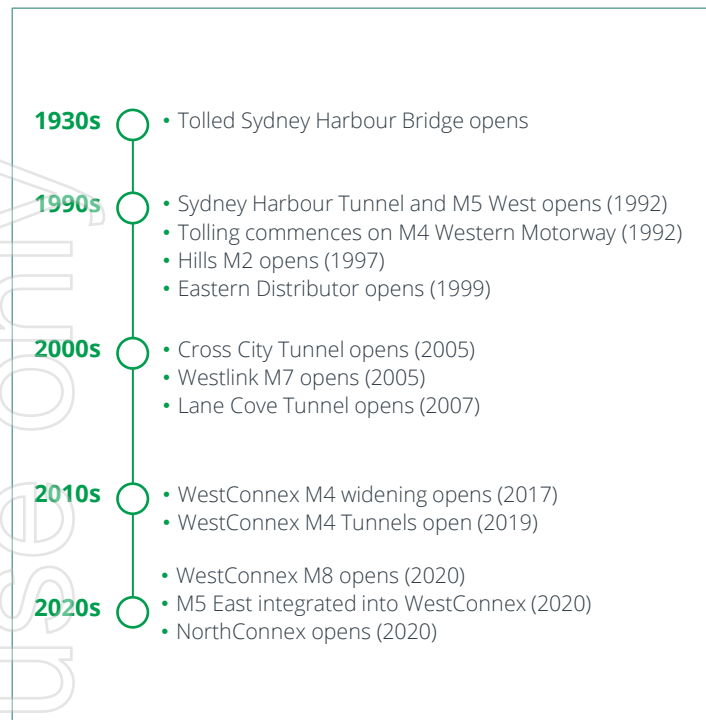 1930s
• Tolled Sydney Harbour Bridge opens
1990s
• Sydney Harbour Tunnel and M5 West opens (1992)
• Tolling commences on M4 Western Motorway (1992)
• Hills M2 opens (1997)
• Eastern Distributor opens (1999)
2000s
• Cross City Tunnel opens (2005)
• Westlink M7 opens (2005)
• Lane Cove Tunnel opens (2007)
2010s
• WestConnex M4 widening opens (2017)
• WestConnex M4 Tunnels open (2019)
2020s
• WestConnex M8 opens (2020)
• M5 East integrated into WestConnex (2020)
• NorthConnex opens (2020)
use only